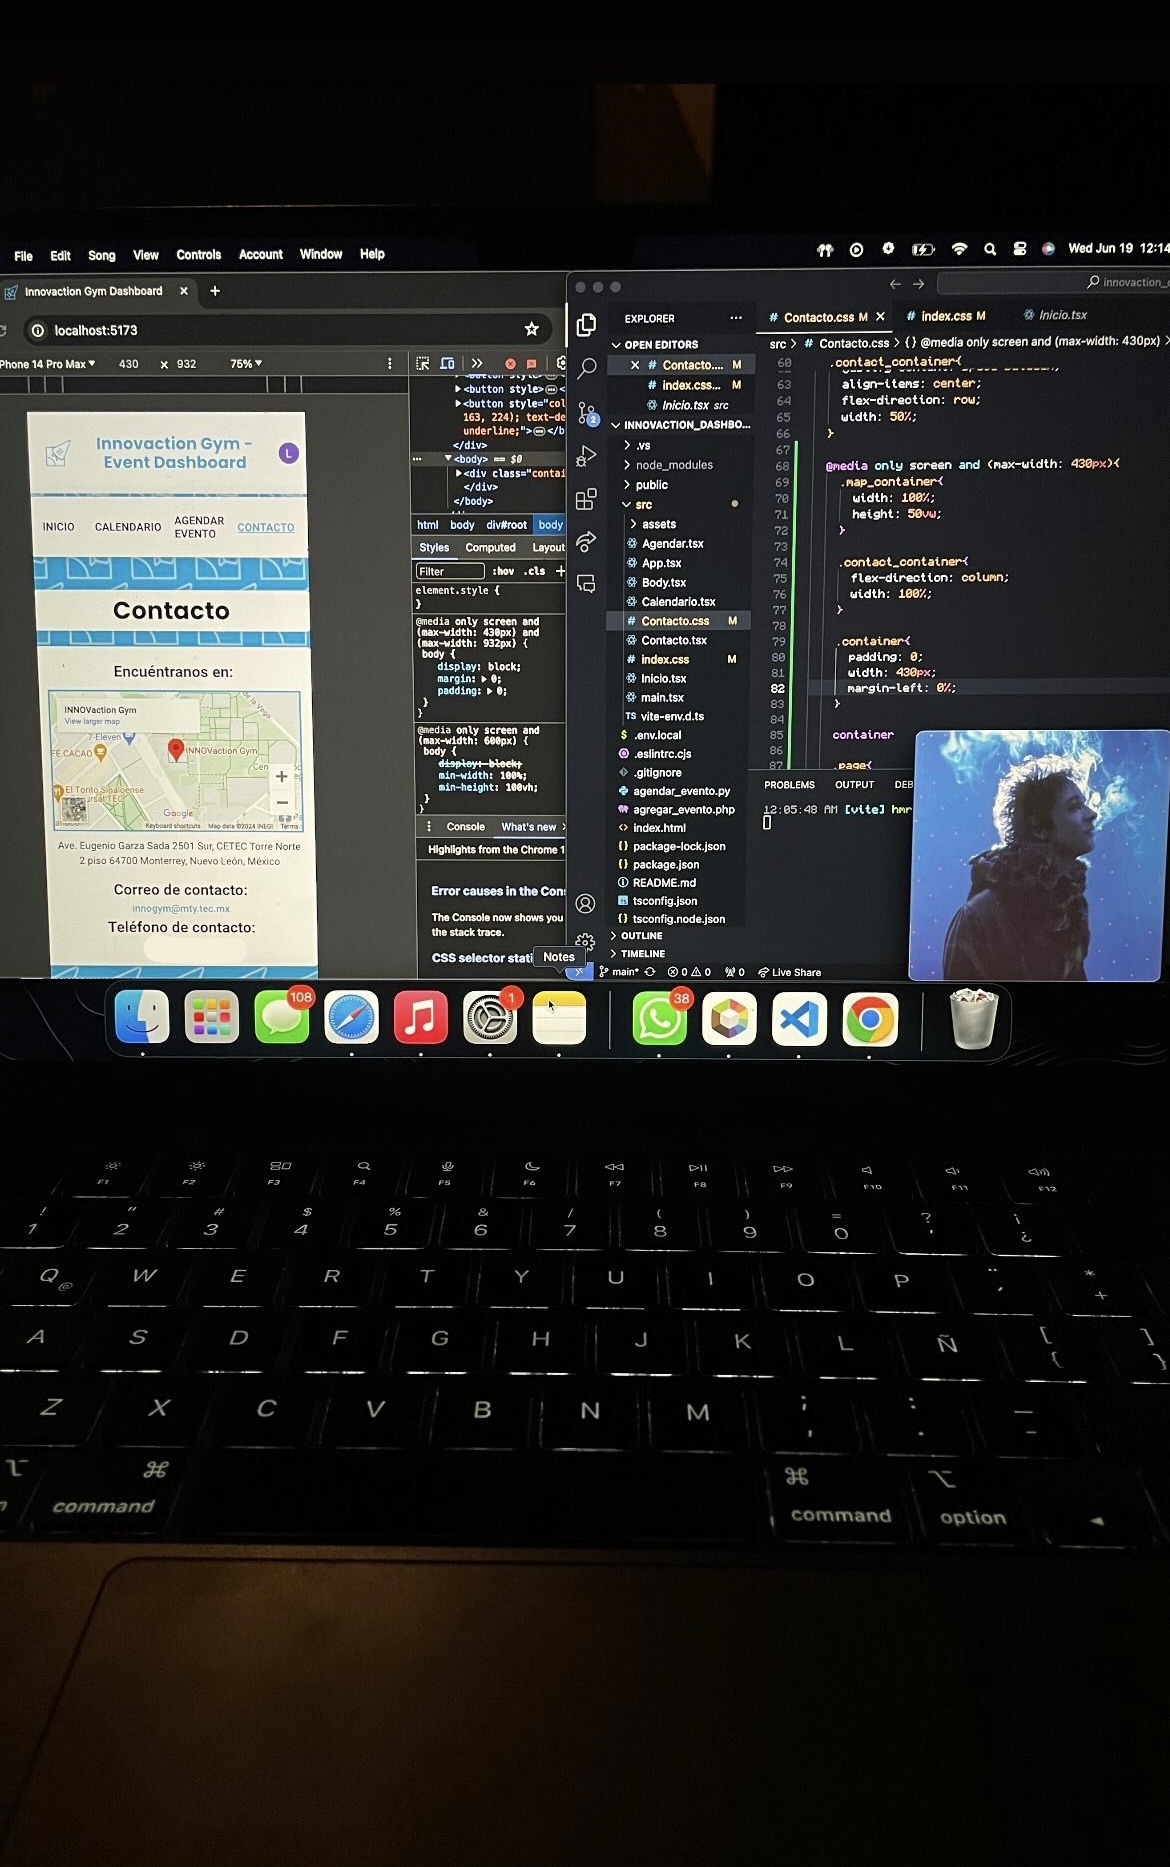 File Edit Song View Controls Account Window Help
Wed Jun 19 12:14
Innovaction Gym Dashboard
localhost:5173
Phone 14 Pro Max 430 x 932 75%
Innovaction Gym -
Event Dashboard
L
INICIO CALENDARIO AGENDAR
EVENTO CONTACTO
Contacto
Encuéntranos en:
INNOVaction Gym
View larger map
7-Eleven
FE CACAO
INNOVaction Gym
de la Vega
El Torito Sinaloense
Google
Keyboard shortcuts Map data ©2024 INEGI Terms
Ave. Eugenio Garza Sada 2501 Sur, CETEC Torre Norte
2 piso 64700 Monterrey, Nuevo León, México
Correo de contacto:
innogym@mty.tec.mx
Teléfono de contacto:
<button style>
<button style="col
163, 224); text-de
underline;"> </b
</div>
<body> == $0
<div class="contai
</div>
</body>
html body div#root body
Styles Computed Layout
Filter :hov .cls +
element.style {
}
@media only screen and
(max-width: 430px) and
(max-width: 932px) {
body {
display: block;
margin: 0;
padding: 0;
}
}
@media only screen and
(max-width: 600px) {
body {
display: block;
min-width: 100%;
min-height: 100vh;
}
}
Console What's new
Highlights from the Chrome 1
Error causes in the Con
The Console now shows you
the stack trace.
CSS selector stati
Notes
innovaction_
EXPLORER
OPEN EDITORS
# Contacto.... M
# index.css... M
Inicio.tsx src
INNOVACTION_DASHBO...
.vs
node_modules
public
src
assets
Agendar.tsx
App.tsx
Body.tsx
Calendario.tsx
# Contacto.css M
Contacto.tsx
# index.css M
Inicio.tsx
main.tsx
TS vite-env.d.ts
$ .env.local
.eslintrc.cjs
.gitignore
agendar_evento.py
agregar_evento.php
<> index.html
{} package-lock.json
{} package.json
README.md
tsconfig.json
{} tsconfig.node.json
OUTLINE
TIMELINE
2
# Contacto.css M
# index.css M
Inicio.tsx
src > # Contacto.css > {} @media only screen and (max-width: 430px) >
60 .contact_container{
63 align-items: center;
64 flex-direction: row;
65 width: 50%;
66 }
67
68 @media only screen and (max-width: 430px){
69 .map_container{
70 width: 100%;
71 height: 50vw;
72 }
73
74 .contact_container{
75 flex-direction: column;
76 width: 100%;
77 }
78
79 .container{
80 padding: 0;
81 width: 430px;
82 margin-left: 0%;
83 }
84
85 container
86
87 .page{
PROBLEMS OUTPUT DEB
12:05:48 AM [vite] hmr
main* 0 0 0 Live Share
108 1 38
F1 F2 F3 F4 F5 F6 F7 F8 F9 F10 F11 F12
! " # $ % & / ( ) = ? ¡
1 2 3 4 5 6 7 8 9 0 ' ¿
Q @ W E R T Y U I O P ¨ ´ * +
A S D F G H J K L Ñ [ { ] }
Z X C V B N M ; , : . _ -
command command option